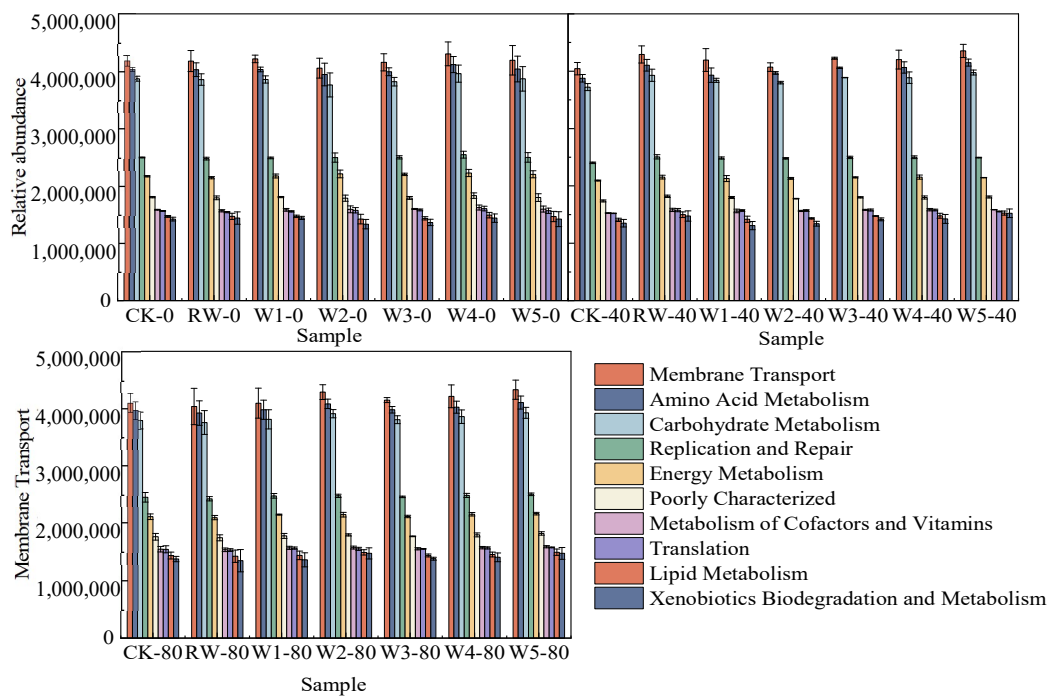 Relative abundance
5,000,000
4,000,000
3,000,000
2,000,000
1,000,000
0
CK-0 RW-0 W1-0 W2-0 W3-0 W4-0 W5-0 CK-40 RW-40 W1-40 W2-40 W3-40 W4-40 W5-40
Sample Sample
Membrane Transport
5,000,000
4,000,000
3,000,000
2,000,000
1,000,000
0
CK-80 RW-80 W1-80 W2-80 W3-80 W4-80 W5-80
Sample
Membrane Transport
Amino Acid Metabolism
Carbohydrate Metabolism
Replication and Repair
Energy Metabolism
Poorly Characterized
Metabolism of Cofactors and Vitamins
Translation
Lipid Metabolism
Xenobiotics Biodegradation and Metabolism